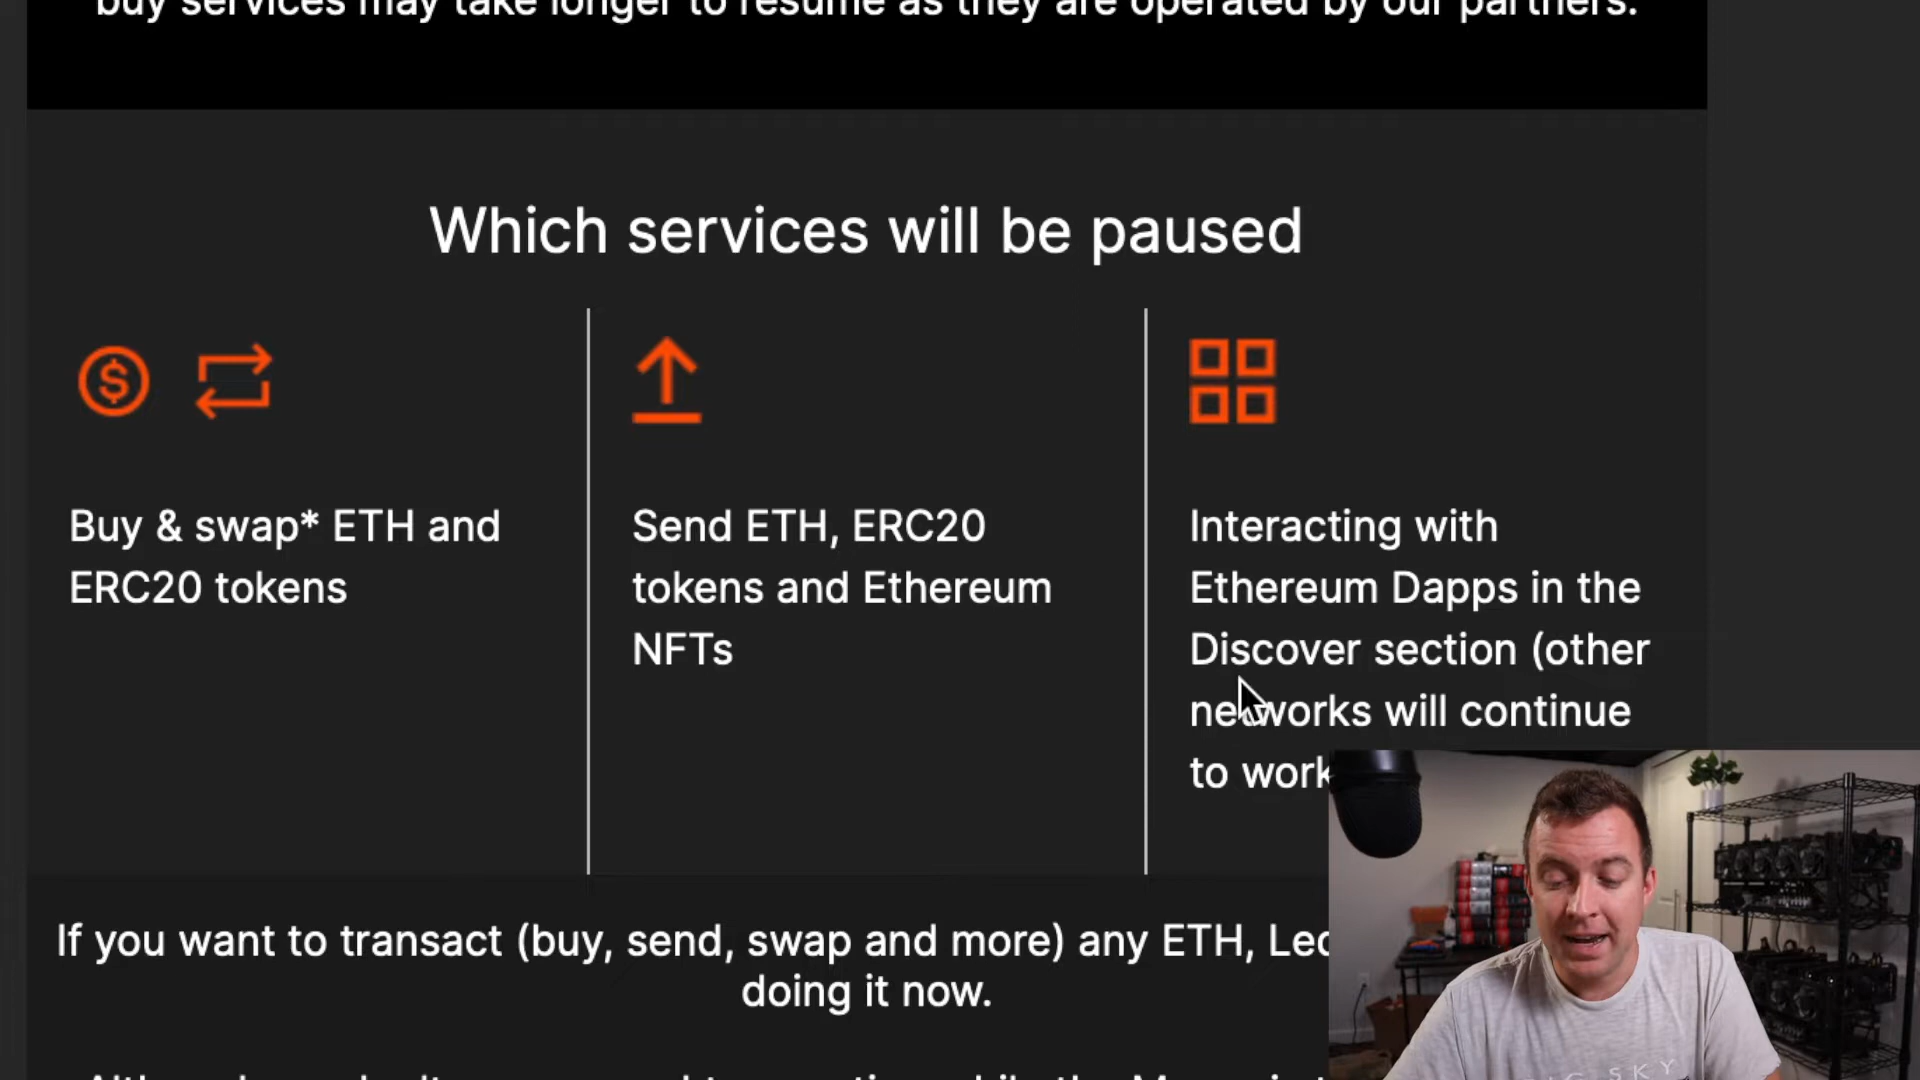 buy services may take longer to resume as they are operated by our partners.
Which services will be paused
Buy & swap* ETH and
ERC20 tokens
Send ETH, ERC20
tokens and Ethereum
NFTs
Interacting with
Ethereum Dapps in the
Discover section (other
networks will continue
to work
If you want to transact (buy, send, swap and more) any ETH,
doing it now.
SKY